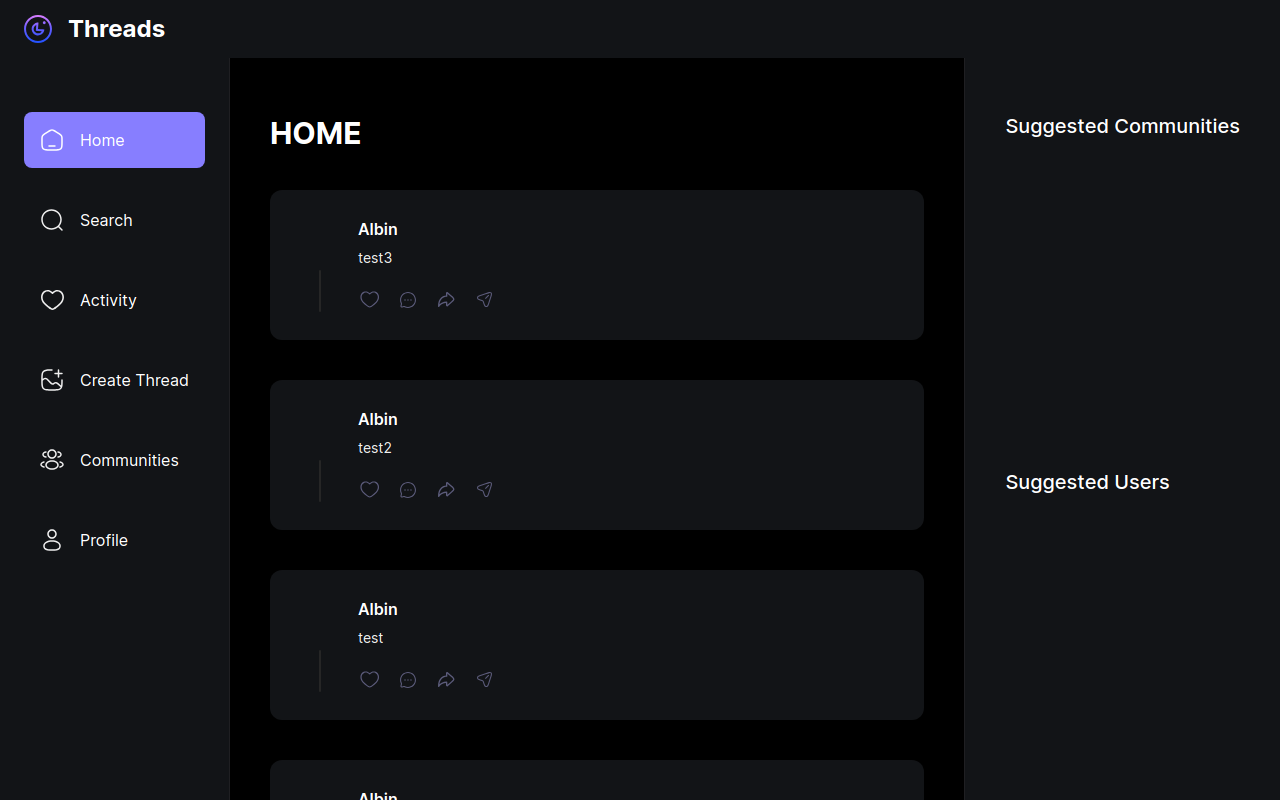 Threads
Home
Search
Activity
Create Thread
Communities
Profile
HOME
Albin
test3
Albin
test2
Albin
test
Albin
Suggested Communities
Suggested Users